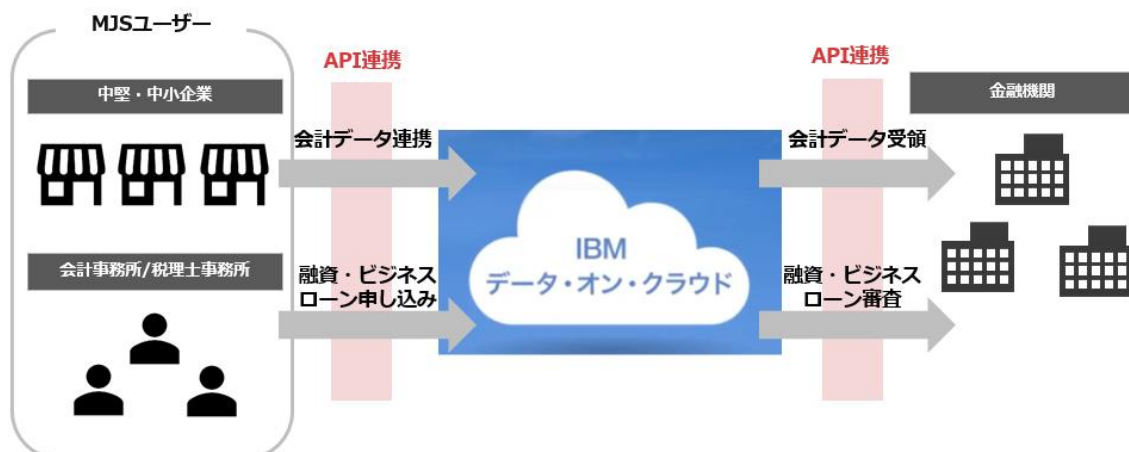 MJSユーザー
中堅・中小企業
会計事務所/税理士事務所
API連携
会計データ連携
融資・ビジネス
ローン申し込み
IBM
データ・オン・クラウド
API連携
会計データ受領
融資・ビジネス
ローン審査
金融機関